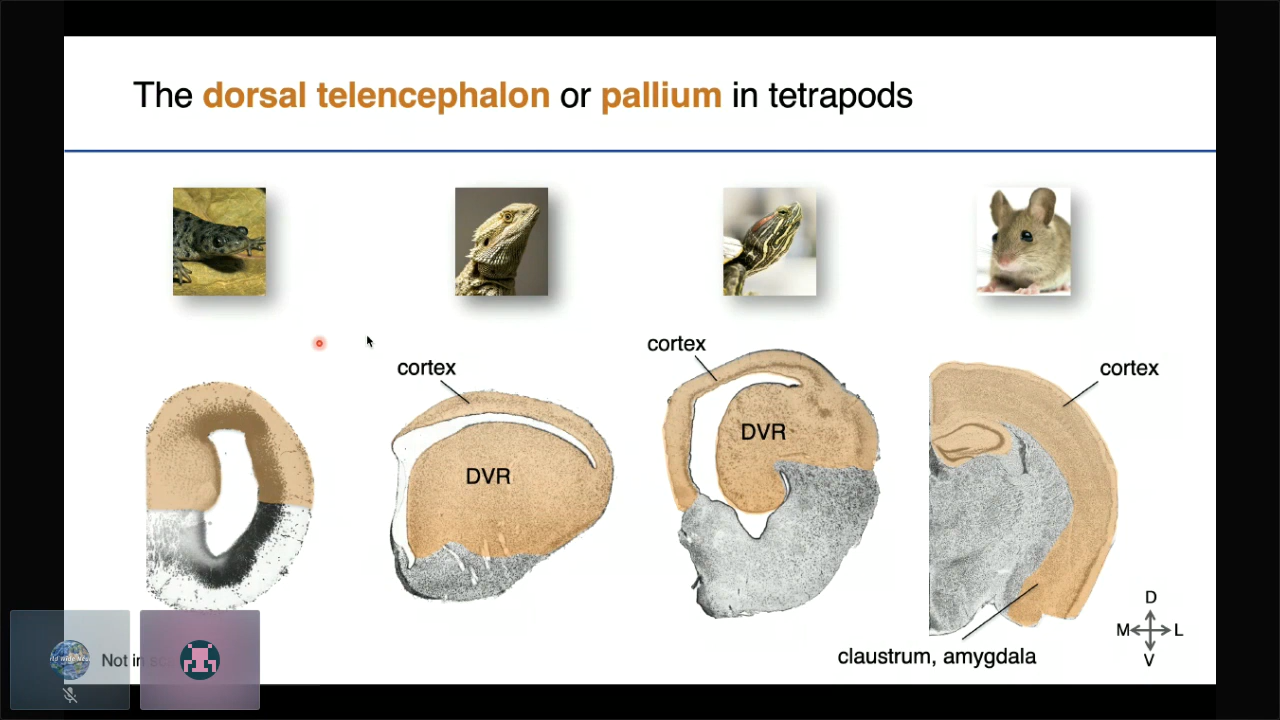 The dorsal telencephalon or pallium in tetrapods
cortex
cortex
cortex
DVR
DVR
D
M L
V
claustrum, amygdala
Not in